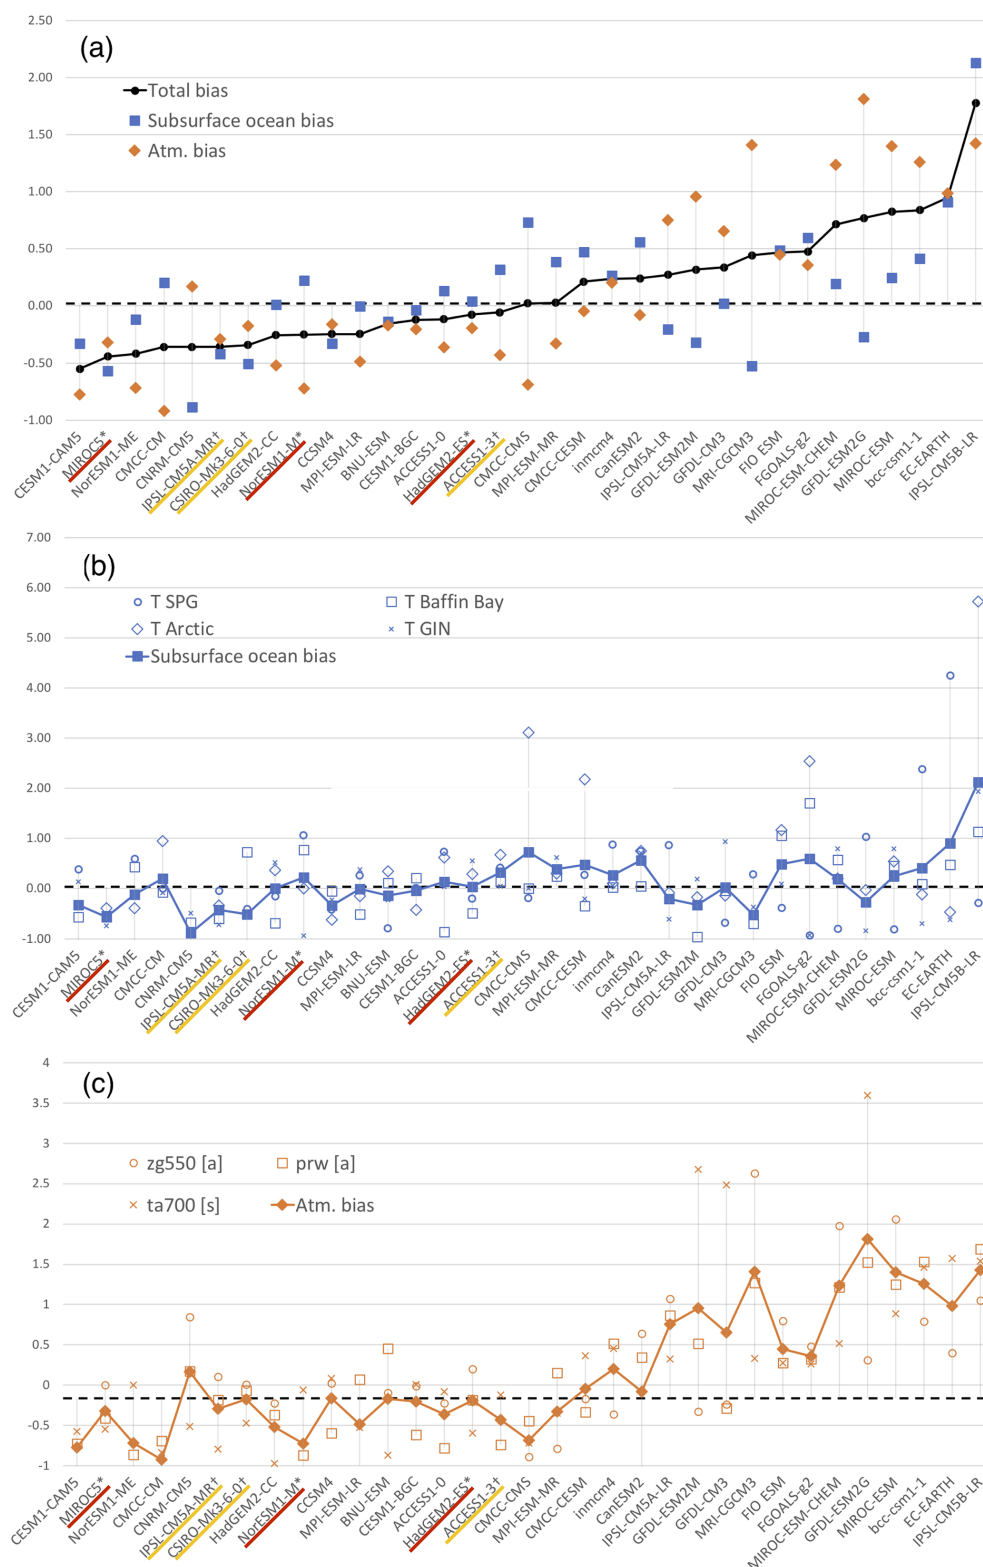 2.50
(a)
2.00
Total bias
Subsurface ocean bias
1.50
Atm. bias
1.00
0.50
0.00
-0.50
-1.00
CESM1-CAM5
MIROC5*
NorESM1-ME
CMCC-CM
CNRM-CM5
IPSL-CM5A-MR†
CSIRO-Mk3-6-0†
HadGEM2-CC
NorESM1-M*
CCSM4
MPI-ESM-LR
BNU-ESM
CESM1-BGC
ACCESS1-0
HadGEM2-ES*
ACCESS1-3†
CMCC-CMS
MPI-ESM-MR
CMCC-CESM
inmcm4
CanESM2
IPSL-CM5A-LR
GFDL-ESM2M
GFDL-CM3
MRI-CGCM3
FIO ESM
FGOALS-g2
MIROC-ESM-CHEM
GFDL-ESM2G
MIROC-ESM
bcc-csm1-1
EC-EARTH
IPSL-CM5B-LR
7.00
(b)
6.00
T SPG T Baffin Bay
T Arctic T GIN
5.00
Subsurface ocean bias
4.00
3.00
2.00
1.00
0.00
-1.00
CESM1-CAM5
MIROC5*
NorESM1-ME
CMCC-CM
CNRM-CM5
IPSL-CM5A-MR†
CSIRO-Mk3-6-0†
HadGEM2-CC
NorESM1-M*
CCSM4
MPI-ESM-LR
BNU-ESM
CESM1-BGC
ACCESS1-0
HadGEM2-ES*
ACCESS1-3†
CMCC-CMS
MPI-ESM-MR
CMCC-CESM
inmcm4
CanESM2
IPSL-CM5A-LR
GFDL-ESM2M
GFDL-CM3
MRI-CGCM3
FIO ESM
FGOALS-g2
MIROC-ESM-CHEM
GFDL-ESM2G
MIROC-ESM
bcc-csm1-1
EC-EARTH
IPSL-CM5B-LR
4
(c)
3.5
3
zg550 [a] prw [a]
2.5
ta700 [s] Atm. bias
2
1.5
1
0.5
0
-0.5
-1
CESM1-CAM5
MIROC5*
NorESM1-ME
CMCC-CM
CNRM-CM5
IPSL-CM5A-MR†
CSIRO-Mk3-6-0†
HadGEM2-CC
NorESM1-M*
CCSM4
MPI-ESM-LR
BNU-ESM
CESM1-BGC
ACCESS1-0
HadGEM2-ES*
ACCESS1-3†
CMCC-CMS
MPI-ESM-MR
CMCC-CESM
inmcm4
CanESM2
IPSL-CM5A-LR
GFDL-ESM2M
GFDL-CM3
MRI-CGCM3
FIO ESM
FGOALS-g2
MIROC-ESM-CHEM
GFDL-ESM2G
MIROC-ESM
bcc-csm1-1
EC-EARTH
IPSL-CM5B-LR